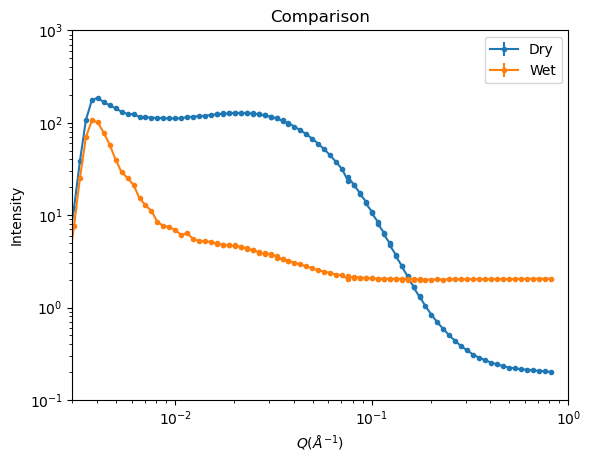 Comparison
Dry
Wet
Intensity
10³
10²
10¹
10⁰
10⁻¹
10⁻²
10⁻¹
10⁰
Q(Å⁻¹)